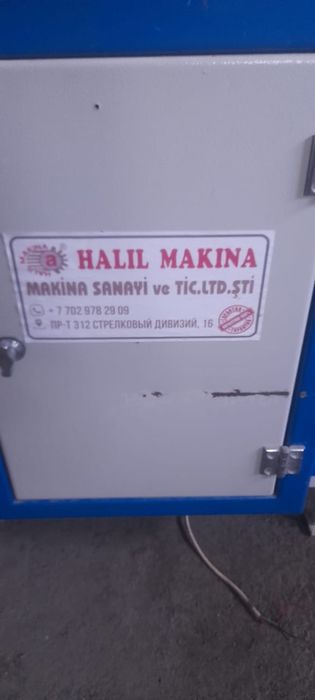 a
HALIL MAKINA
MAKİNA SANAYİ ve TİC.LTD.ŞTİ
+ 7 702 978 29 09
ПР-Т 312 СТРЕЛКОВЫЙ ДИВИЗИЙ, 16